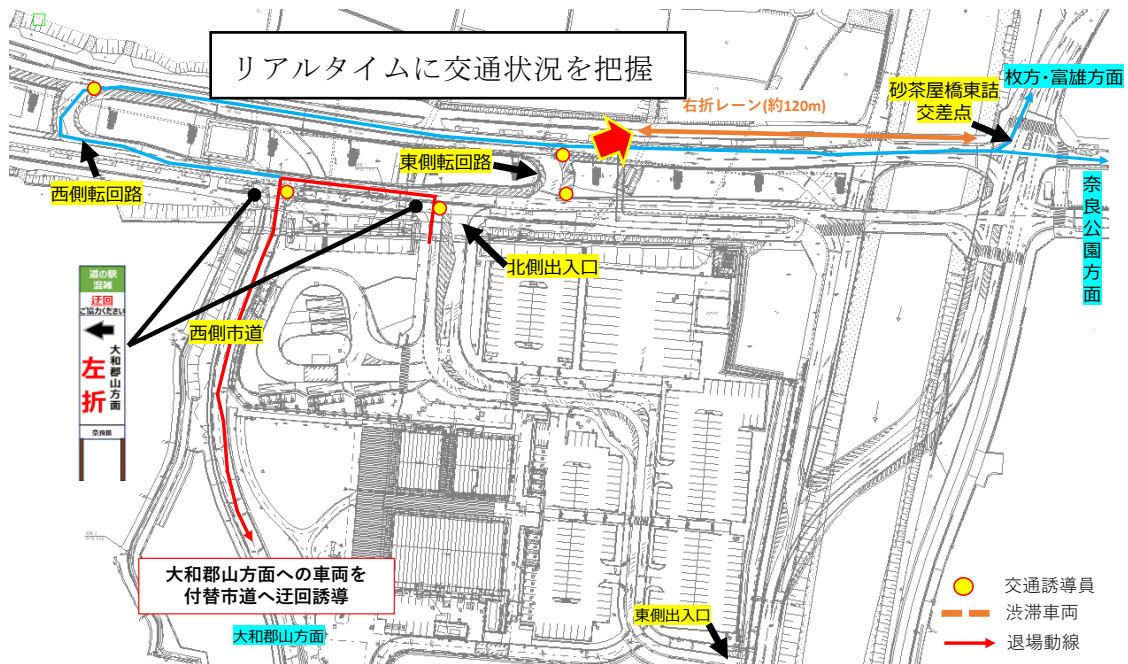 リアルタイムに交通状況を把握
枚方・富雄方面
砂茶屋橋東詰
交差点
右折レーン(約120m)
東側転回路
西側転回路
奈良公園方面
北側出入口
道の駅
混雑
迂回
ご協力ください
大和郡山方面
左折
奈良県
西側市道
大和郡山方面への車両を
付替市道へ迂回誘導
大和郡山方面
東側出入口
交通誘導員
渋滞車両
退場動線